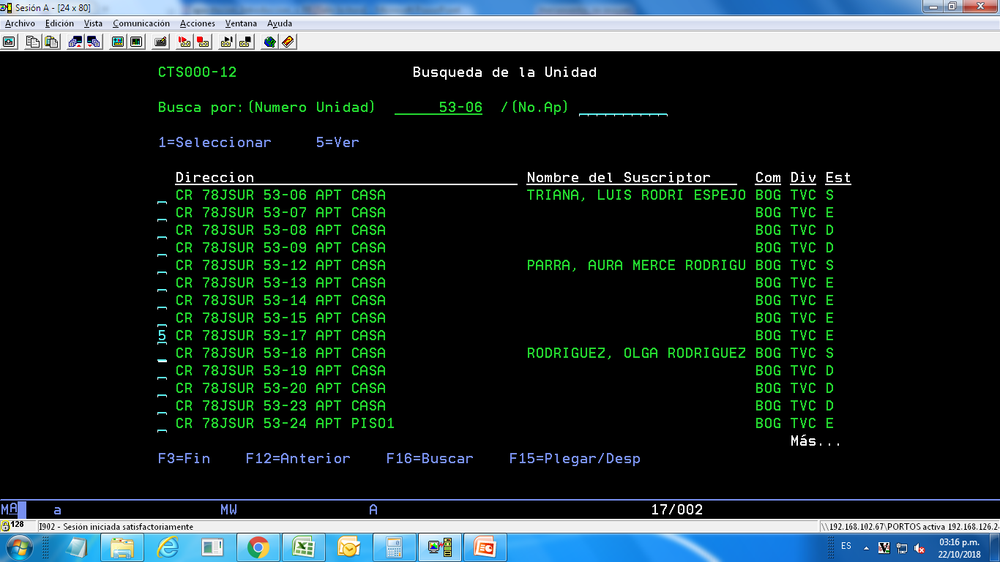 Sesión A - [24 x 80]
Archivo Edición Vista Comunicación Acciones Ventana Ayuda
CTS000-12 Busqueda de la Unidad
Busca por:(Numero Unidad) 53-06 /(No.Ap)
1=Seleccionar 5=Ver
Direccion Nombre del Suscriptor Com Div Est
CR 78JSUR 53-06 APT CASA TRIANA, LUIS RODRI ESPEJO BOG TVC S
CR 78JSUR 53-07 APT CASA BOG TVC E
CR 78JSUR 53-08 APT CASA BOG TVC D
CR 78JSUR 53-09 APT CASA BOG TVC D
CR 78JSUR 53-12 APT CASA PARRA, AURA MERCE RODRIGU BOG TVC S
CR 78JSUR 53-13 APT CASA BOG TVC E
CR 78JSUR 53-14 APT CASA BOG TVC E
CR 78JSUR 53-15 APT CASA BOG TVC E
5 CR 78JSUR 53-17 APT CASA BOG TVC E
CR 78JSUR 53-18 APT CASA RODRIGUEZ, OLGA RODRIGUEZ BOG TVC S
CR 78JSUR 53-19 APT CASA BOG TVC D
CR 78JSUR 53-20 APT CASA BOG TVC D
CR 78JSUR 53-23 APT CASA BOG TVC D
CR 78JSUR 53-24 APT PISO1 BOG TVC E
Más...
F3=Fin F12=Anterior F16=Buscar F15=Plegar/Desp
MA a MW A 17/002
128 I902 - Sesión iniciada satisfactoriamente \\192.168.102.67\PORTOS activa 192.168.126.2
ES 03:16 p.m.
22/10/2018